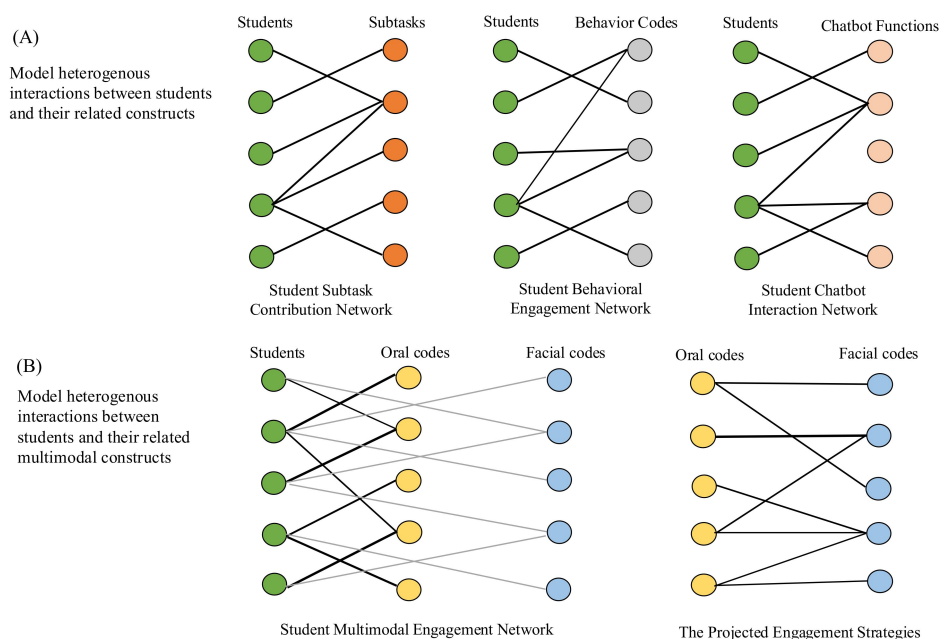 (A)
Model heterogenous
interactions between students
and their related constructs
Students
Subtasks
Student Subtask
Contribution Network
Students
Behavior Codes
Student Behavioral
Engagement Network
Students
Chatbot Functions
Student Chatbot
Interaction Network
(B)
Model heterogenous
interactions between
students and their related
multimodal constructs
Students
Oral codes
Facial codes
Student Multimodal Engagement Network
Oral codes
Facial codes
The Projected Engagement Strategies